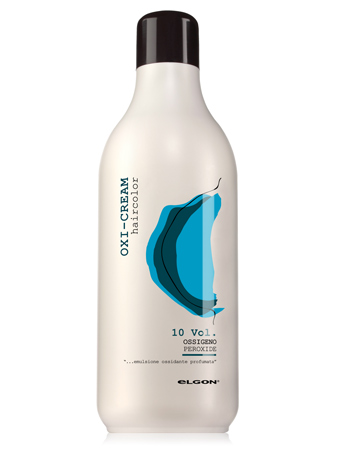 OXI-CREAM
haircolor
10 Vol.
OSSIGENO
PEROXIDE
"...emulsione ossidante profumata"
eLGON®